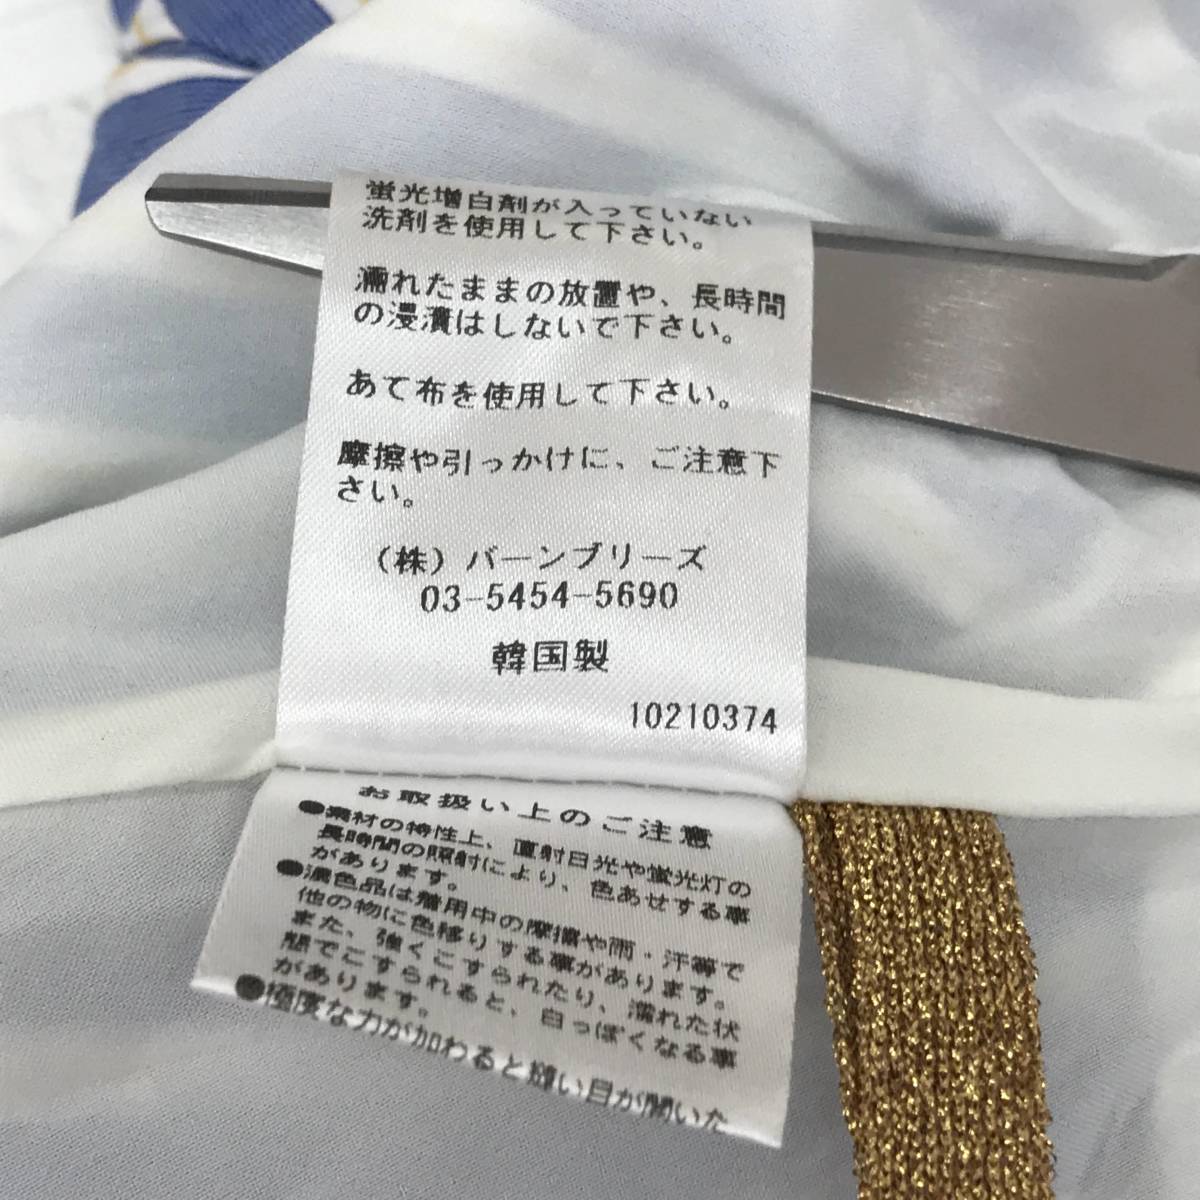 蛍光増白剤が入っていない
洗剤を使用して下さい。
濡れたままの放置や、長時間
の浸漬はしないで下さい。
あて布を使用して下さい。
摩擦や引っかけに、ご注意下
さい。
(株)バーンブリーズ
03-5454-5690
韓国製
10210374
お取扱い上のご注意
●素材の特性上、直射日光や蛍光灯の
長時間の照射により、色あせする事
があります。
●濃色品は着用中の摩擦や雨・汗等で
他の物に色移りする事があります。
また、強くこすられたり、濡れた状
態でこすられると、白っぽくなる事
があります。
●極度な力が加わると縫い目が開いた